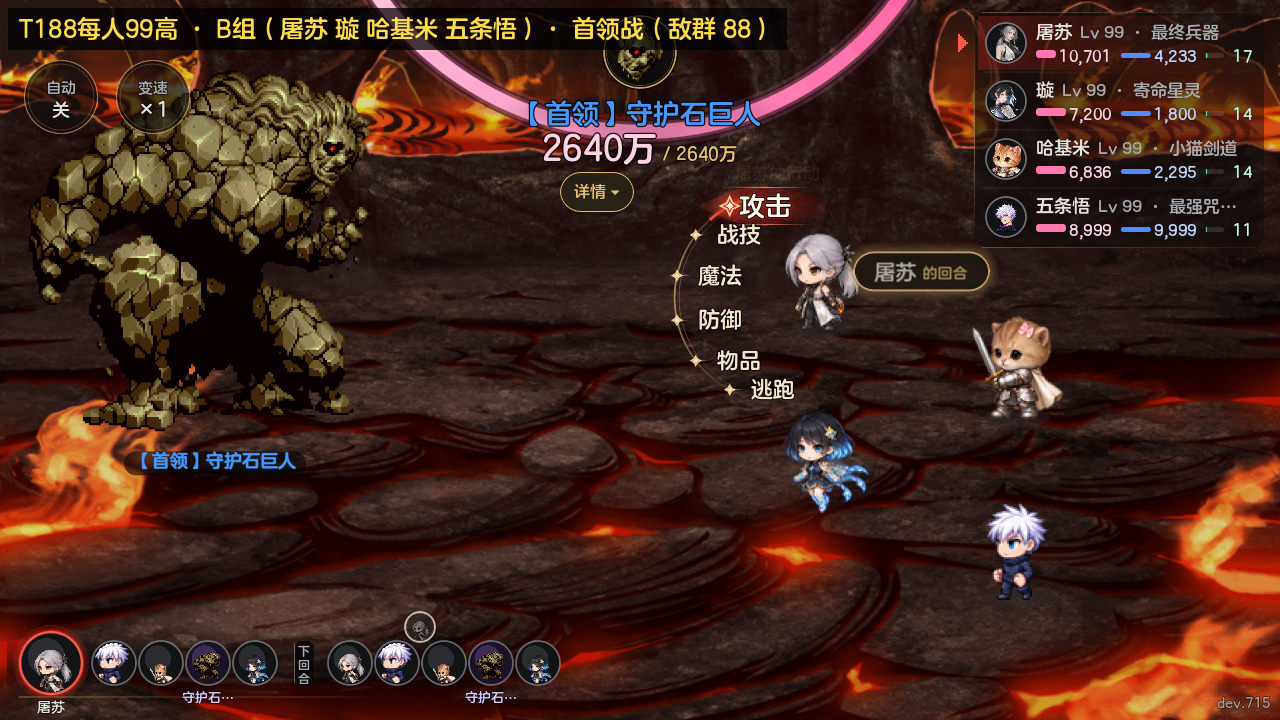 T188每人99高 · B组（屠苏 璇 哈基米 五条悟）· 首领战（敌群 88）
自动
关
变速
×1
【首领】守护石巨人
2640万 / 2640万
详情
攻击
战技
魔法
防御
物品
逃跑
屠苏 的回合
屠苏 Lv 99 · 最终兵器
10,701 4,233 17
璇 Lv 99 · 寄命星灵
7,200 1,800 14
哈基米 Lv 99 · 小猫剑道
6,836 2,295 14
五条悟 Lv 99 · 最强咒…
8,999 9,999 11
【首领】守护石巨人
下回合
屠苏
守护石…
守护石…
dev.715